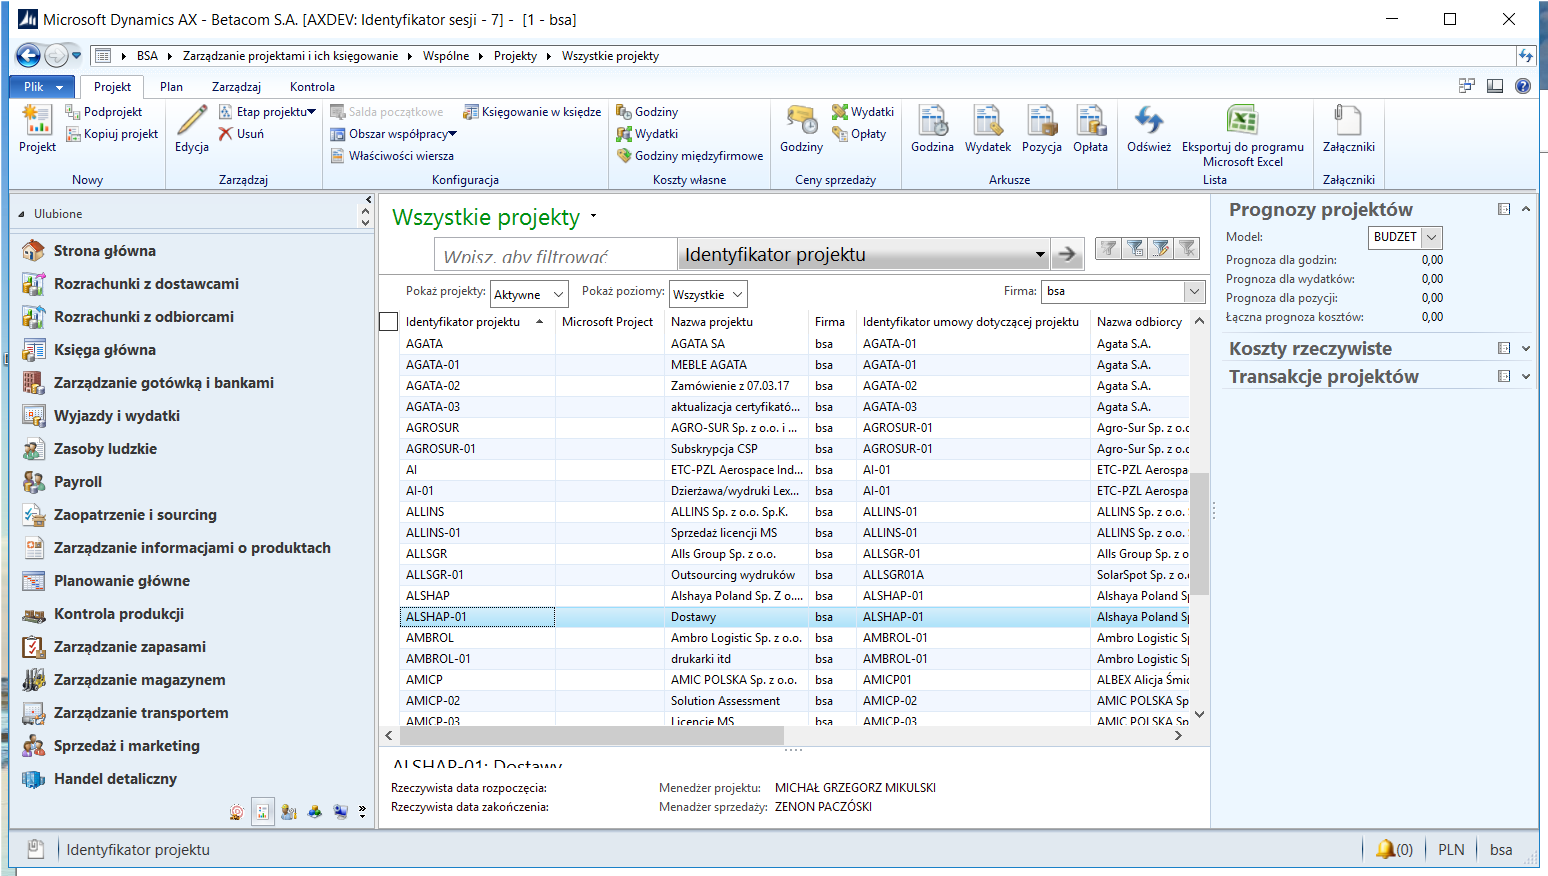 Microsoft Dynamics AX - Betacom S.A. [AXDEV: Identyfikator sesji - 7] - [1 - bsa]
BSA Zarządzanie projektami i ich księgowanie Wspólne Projekty Wszystkie projekty
Plik Projekt Plan Zarządzaj Kontrola
Projekt
Podprojekt
Kopiuj projekt
Nowy
Edycja
Etap projektu
Usuń
Zarządzaj
Salda początkowe
Obszar współpracy
Właściwości wiersza
Księgowanie w księdze
Konfiguracja
Godziny
Wydatki
Godziny międzyfirmowe
Koszty własne
Godziny
Wydatki
Opłaty
Ceny sprzedaży
Godzina Wydatek Pozycja Opłata
Arkusze
Odśwież
Eksportuj do programu
Microsoft Excel
Lista
Załączniki
Załączniki
Ulubione
Strona główna
Rozrachunki z dostawcami
Rozrachunki z odbiorcami
Księga główna
Zarządzanie gotówką i bankami
Wyjazdy i wydatki
Zasoby ludzkie
Payroll
Zaopatrzenie i sourcing
Zarządzanie informacjami o produktach
Planowanie główne
Kontrola produkcji
Zarządzanie zapasami
Zarządzanie magazynem
Zarządzanie transportem
Sprzedaż i marketing
Handel detaliczny
Wszystkie projekty
Wpisz, aby filtrować Identyfikator projektu
Pokaż projekty: Aktywne Pokaż poziomy: Wszystkie Firma: bsa
Identyfikator projektu Microsoft Project Nazwa projektu Firma Identyfikator umowy dotyczącej projektu Nazwa odbiorcy
AGATA AGATA SA bsa AGATA-01 Agata S.A.
AGATA-01 MEBLE AGATA bsa AGATA-01 Agata S.A.
AGATA-02 Zamówienie z 07.03.17 bsa AGATA-02 Agata S.A.
AGATA-03 aktualizacja certyfikató... bsa AGATA-03 Agata S.A.
AGROSUR AGRO-SUR Sp. z o.o. i ... bsa AGROSUR-01 Agro-Sur Sp. z o.o
AGROSUR-01 Subskrypcja CSP bsa AGROSUR-01 Agro-Sur Sp. z o.o
AI ETC-PZL Aerospace Ind... bsa AI-01 ETC-PZL Aerospa
AI-01 Dzierżawa/wydruki Lex... bsa AI-01 ETC-PZL Aerospa
ALLINS ALLINS Sp. z o.o. Sp.K. bsa ALLINS-01 ALLINS Sp. z o.o.
ALLINS-01 Sprzedaż licencji MS bsa ALLINS-01 ALLINS Sp. z o.o.
ALLSGR Alls Group Sp. z o.o. bsa ALLSGR-01 Alls Group Sp. z o
ALLSGR-01 Outsourcing wydruków bsa ALLSGR01A SolarSpot Sp. z o.o
ALSHAP Alshaya Poland Sp. Z o.... bsa ALSHAP-01 Alshaya Poland Sp
ALSHAP-01 Dostawy bsa ALSHAP-01 Alshaya Poland Sp
AMBROL Ambro Logistic Sp. z o.o. bsa AMBROL-01 Ambro Logistic Sp
AMBROL-01 drukarki itd bsa AMBROL-01 Ambro Logistic Sp
AMICP AMIC POLSKA Sp. z o.o. bsa AMICP01 ALBEX Alicja Śmic
AMICP-02 Solution Assessment bsa AMICP-02 AMIC POLSKA Sp
AMICP-03 Licencje MS bsa AMICP-03 AMIC POLSKA Sp
ALSHAP-01: Dostawy
Rzeczywista data rozpoczęcia: Menedżer projektu: MICHAŁ GRZEGORZ MIKULSKI
Rzeczywista data zakończenia: Menadżer sprzedaży: ZENON PACZÓSKI
Prognozy projektów
Model: BUDŻET
Prognoza dla godzin: 0,00
Prognoza dla wydatków: 0,00
Prognoza dla pozycji: 0,00
Łączna prognoza kosztów: 0,00
Koszty rzeczywiste
Transakcje projektów
Identyfikator projektu (0) PLN bsa